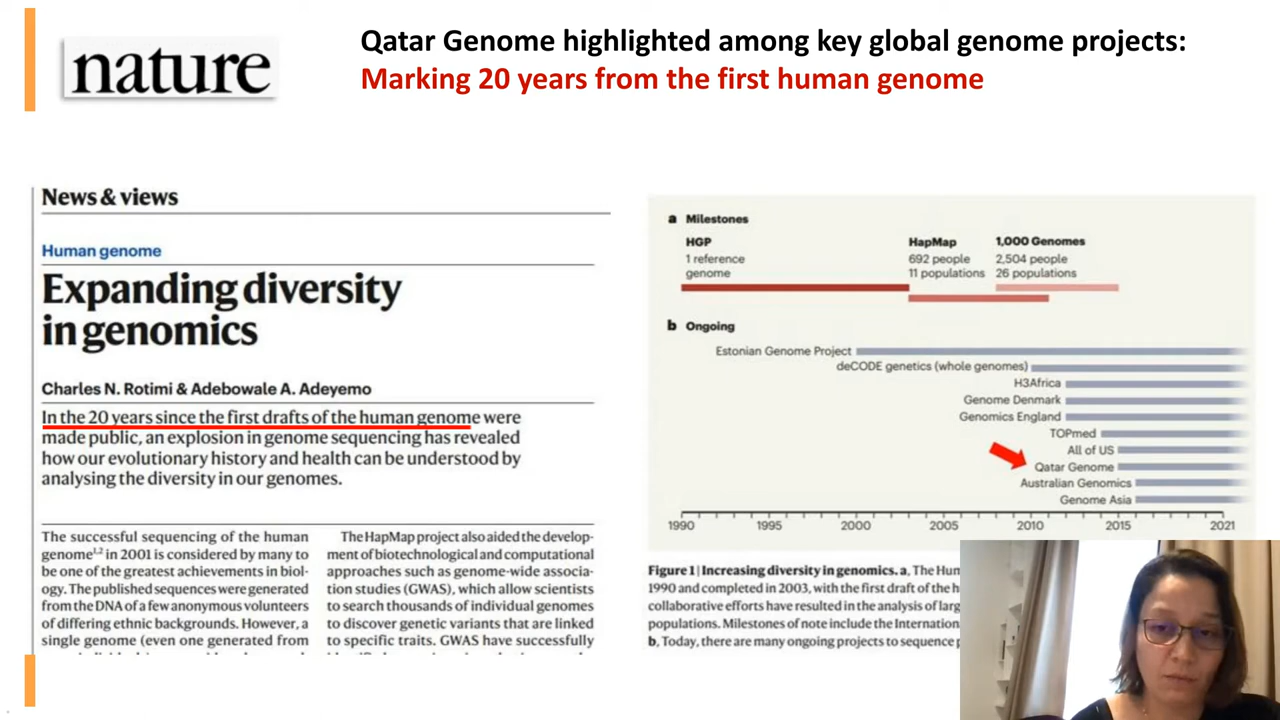 nature
Qatar Genome highlighted among key global genome projects:
Marking 20 years from the first human genome
News & views
Human genome
Expanding diversity
in genomics
Charles N. Rotimi & Adebowale A. Adeyemo
In the 20 years since the first drafts of the human genome were
made public, an explosion in genome sequencing has revealed
how our evolutionary history and health can be understood by
analysing the diversity in our genomes.
The successful sequencing of the human
genome1,2 in 2001 is considered by many to
be one of the greatest achievements in biol-
ogy. The published sequences were generated
from the DNA of a few anonymous volunteers
of differing ethnic backgrounds. However, a
single genome (even one generated from
The HapMap project also aided the develop-
ment of biotechnological and computational
approaches such as genome-wide associa-
tion studies (GWAS), which allow scientists
to search thousands of individual genomes
to discover genetic variants that are linked
to specific traits. GWAS have successfully
a Milestones
HGP
1 reference
genome
HapMap
692 people
11 populations
1,000 Genomes
2,504 people
26 populations
b Ongoing
Estonian Genome Project
deCODE genetics (whole genomes)
H3Africa
Genome Denmark
Genomics England
TOPmed
All of US
Qatar Genome
Australian Genomics
Genome Asia
1990 1995 2000 2005 2010 2015 2021
Figure 1 | Increasing diversity in genomics. a, The Hum
1990 and completed in 2003, with the first draft of the h
collaborative efforts have resulted in the analysis of larg
populations. Milestones of note include the Internation
b, Today, there are many ongoing projects to sequence p